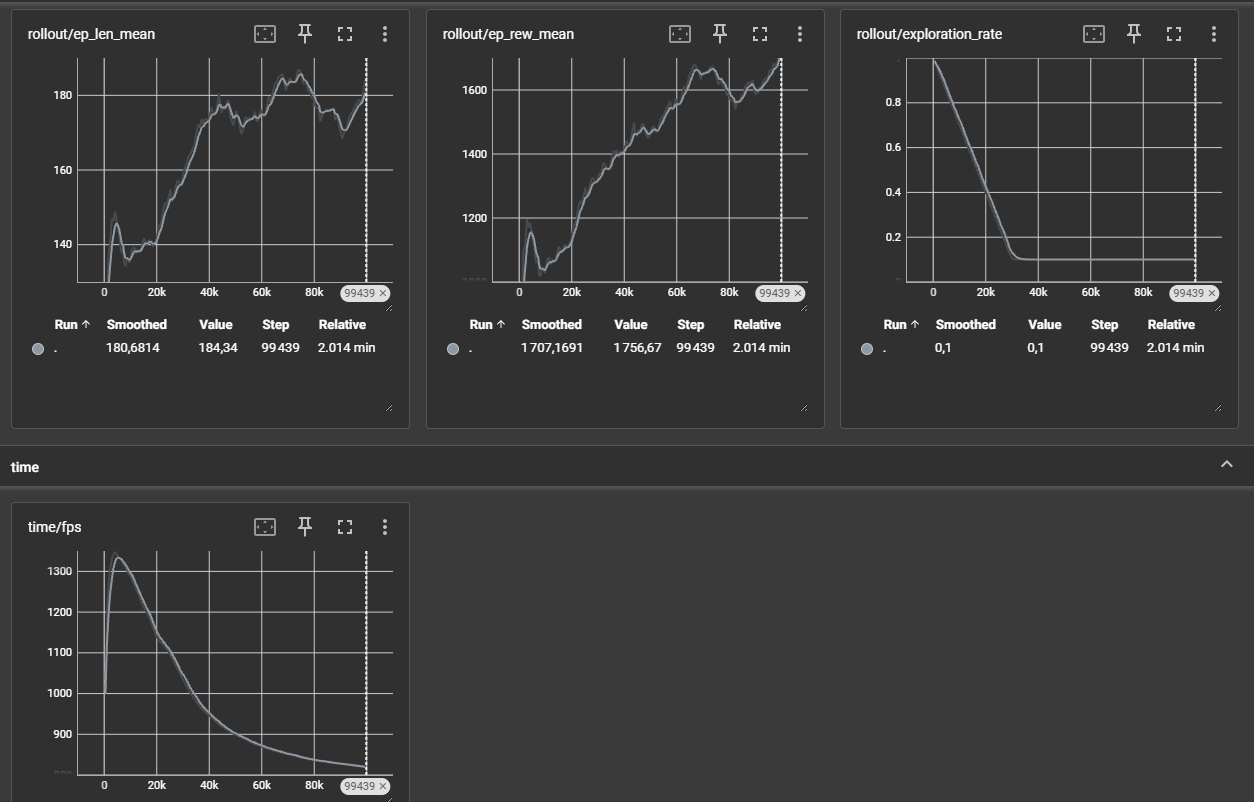 rollout/ep_len_mean
180
160
140
0 20k 40k 60k 80k 99439 ×
Run ↑ Smoothed Value Step Relative
. 180,6814 184,34 99 439 2.014 min
rollout/ep_rew_mean
1600
1400
1200
1000
0 20k 40k 60k 80k 99439 ×
Run ↑ Smoothed Value Step Relative
. 1 707,1691 1 756,67 99 439 2.014 min
rollout/exploration_rate
0.8
0.6
0.4
0.2
0 20k 40k 60k 80k 99439 ×
Run ↑ Smoothed Value Step Relative
. 0,1 0,1 99 439 2.014 min
time
time/fps
1300
1200
1100
1000
900
800
0 20k 40k 60k 80k 99439 ×